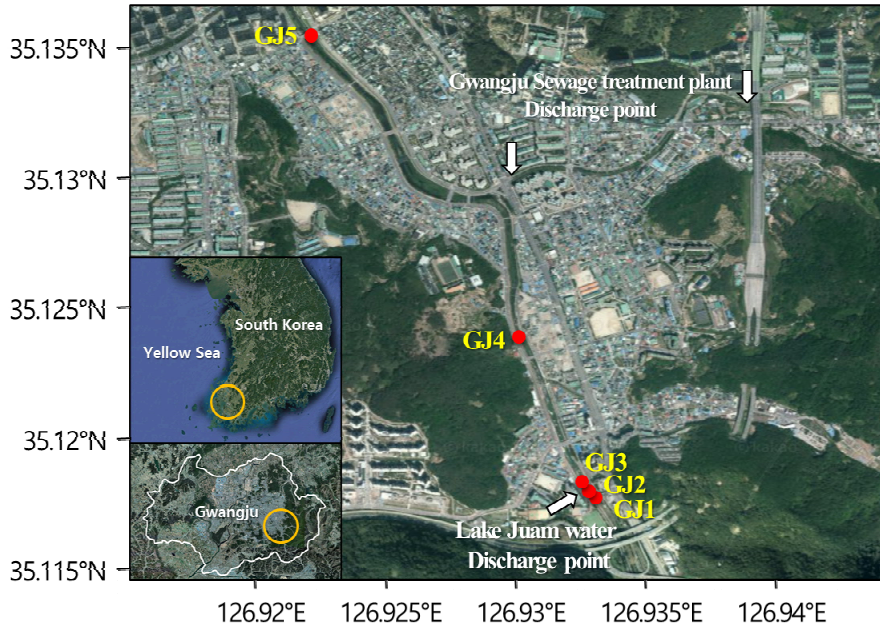 35.135°N
GJ5
Gwangju Sewage treatment plant
Discharge point
35.13°N
35.125°N
South Korea
Yellow Sea
GJ4
35.12°N
GJ3
GJ2
GJ1
Gwangju
Lake Juam water
Discharge point
35.115°N
126.92°E
126.925°E
126.93°E
126.935°E
126.94°E